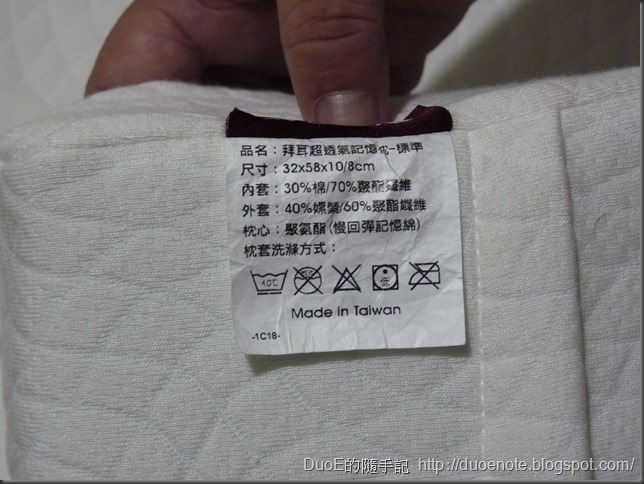 品名：拜耳超透氣記憶枕-標準
尺寸：32x58x10/8cm
內套：30%棉/70%聚酯纖維
外套：40%嫘縈/60%聚酯纖維
枕心：聚氨酯(慢回彈記憶綿)
枕套洗滌方式：
40℃ 低
Made in Taiwan
-1C18-
DuoE的隨手記 http://duoenote.blogspot.com/